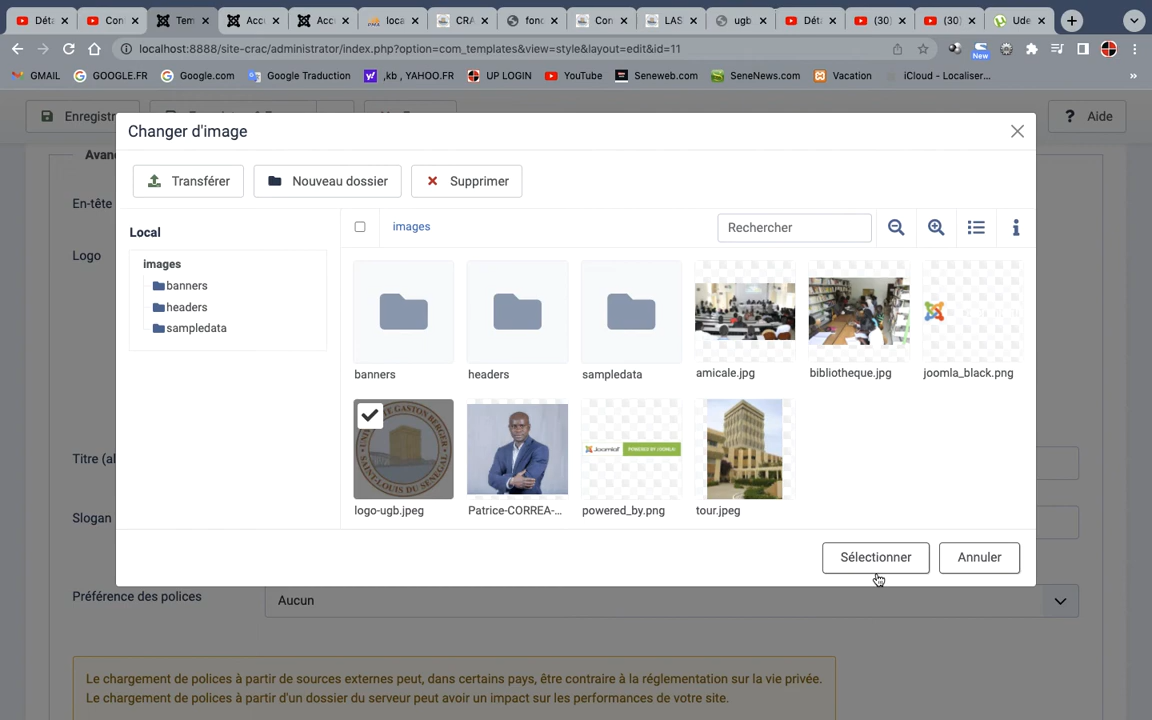 Déta
Con
Tem
Accu
Acc
loca
CRA
fonc
Con
LAS
ugb
Déta
(30)
(30)
Ude
localhost:8888/site-crac/administrator/index.php?option=com_templates&view=style&layout=edit&id=11
New
GMAIL
GOOGLE.FR
Google.com
Google Traduction
,kb , YAHOO.FR
UP LOGIN
YouTube
Seneweb.com
SeneNews.com
Vacation
iCloud - Localiser...
Enregistr
Aide
Changer d'image
Avan
Transférer
Nouveau dossier
Supprimer
En-tête
Local
images
Rechercher
Logo
images
banners
headers
sampledata
banners
headers
sampledata
amicale.jpg
bibliotheque.jpg
joomla_black.png
Titre (al
Slogan
logo-ugb.jpeg
Patrice-CORREA-...
powered_by.png
tour.jpeg
Sélectionner
Annuler
Préférence des polices
Aucun
Le chargement de polices à partir de sources externes peut, dans certains pays, être contraire à la réglementation sur la vie privée.
Le chargement de polices à partir d'un dossier du serveur peut avoir un impact sur les performances de votre site.